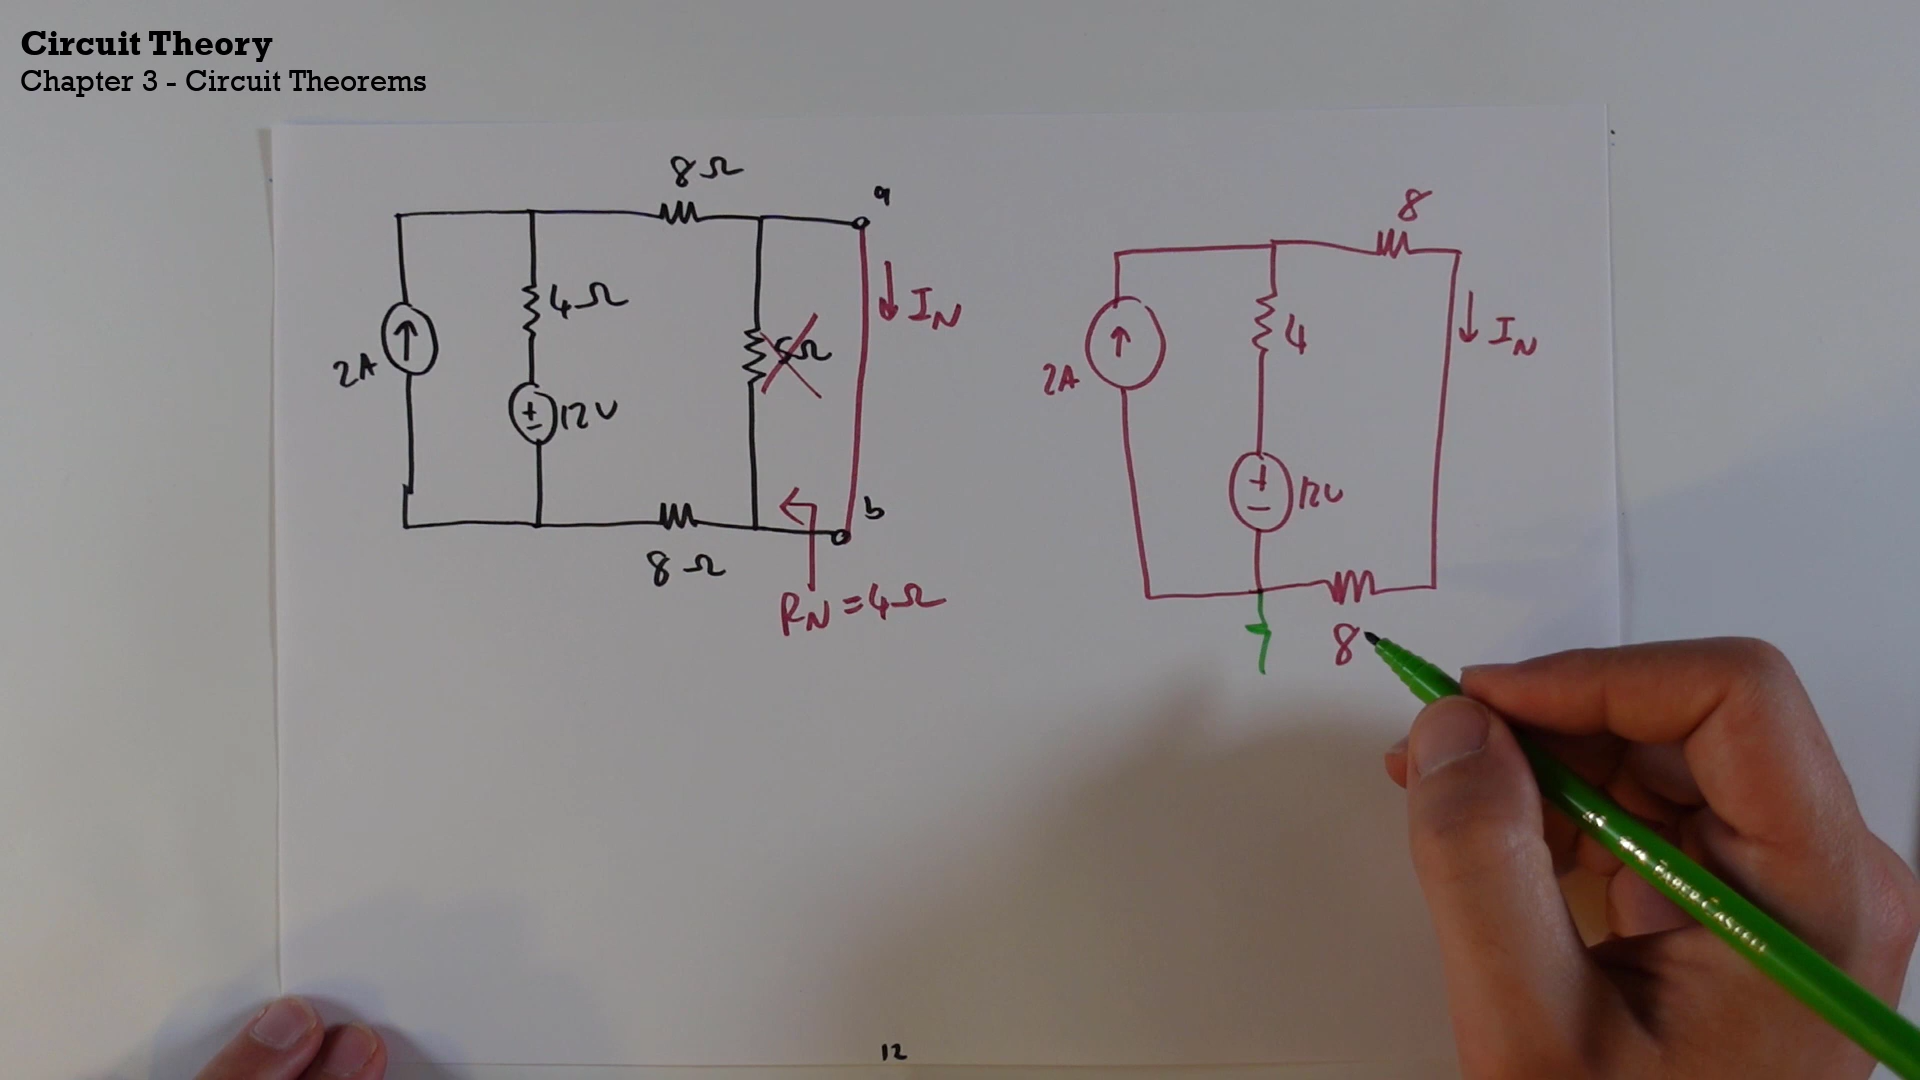 Circuit Theory
Chapter 3 - Circuit Theorems
8Ω
a
4Ω
2A
12V
5Ω
I_N
b
8Ω
R_N = 4Ω
8
4
2A
12V
I_N
8
FABER-CASTELL
12